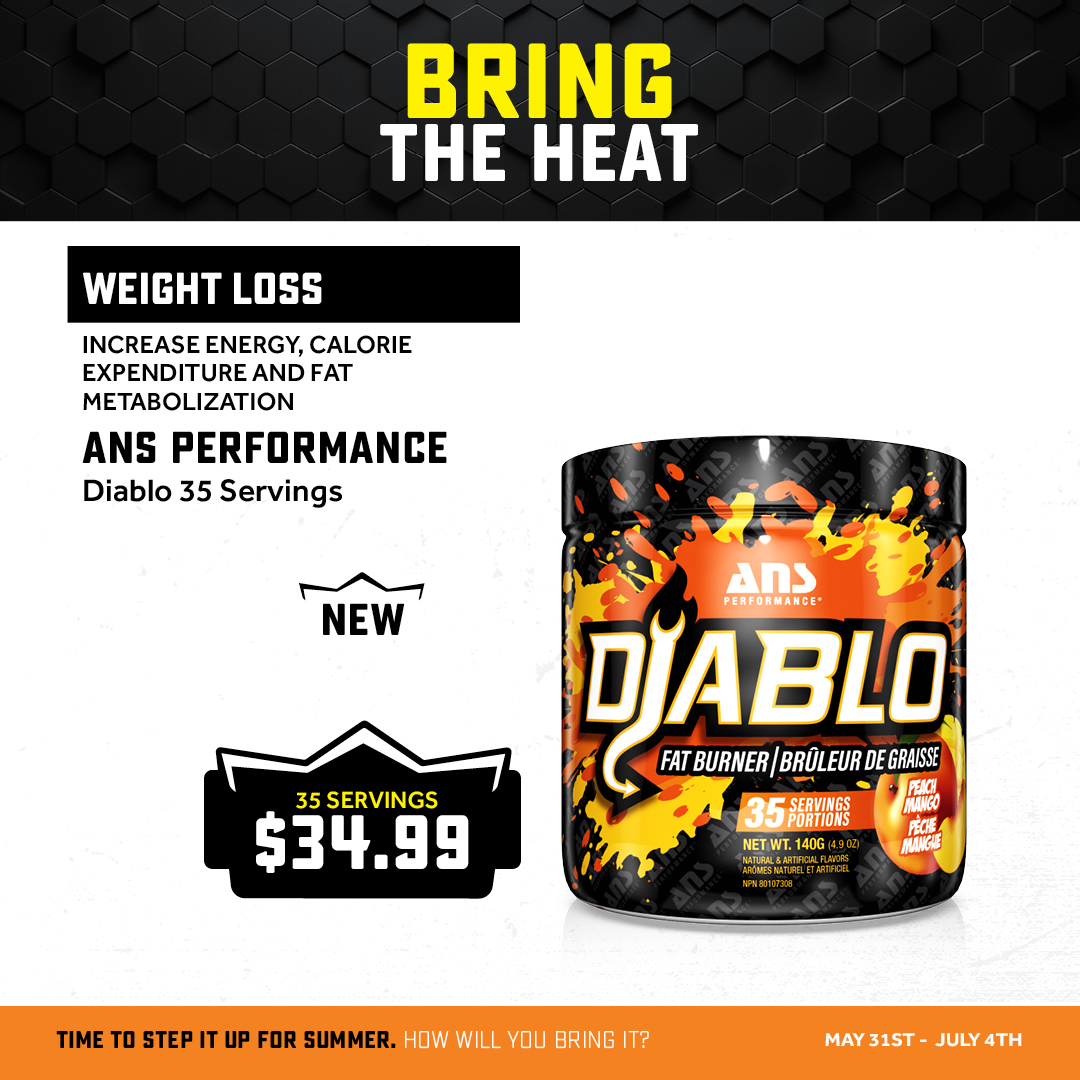 BRING
THE HEAT
WEIGHT LOSS
INCREASE ENERGY, CALORIE
EXPENDITURE AND FAT
METABOLIZATION
ANS PERFORMANCE
Diablo 35 Servings
NEW
35 SERVINGS
$34.99
ANS
PERFORMANCE
ANS
PERFORMANCE®
DIABLO
FAT BURNER | BRÛLEUR DE GRAISSE
35 SERVINGS
PORTIONS
PEACH
MANGO
PÊCHE
MANGUE
NET WT. 140G (4.9 OZ)
NATURAL & ARTIFICIAL FLAVORS
ARÔMES NATUREL ET ARTIFICIEL
NPN 80107308
TIME TO STEP IT UP FOR SUMMER. HOW WILL YOU BRING IT?
MAY 31ST - JULY 4TH